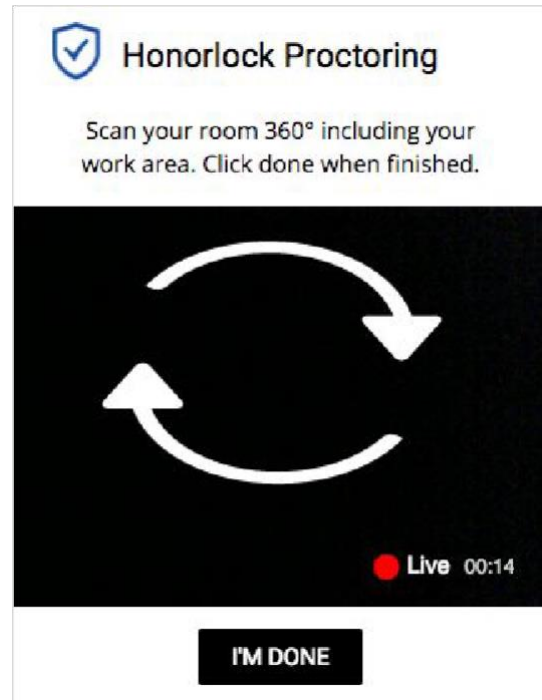 Honorlock Proctoring
Scan your room 360° including your
work area. Click done when finished.
Live 00:14
I'M DONE